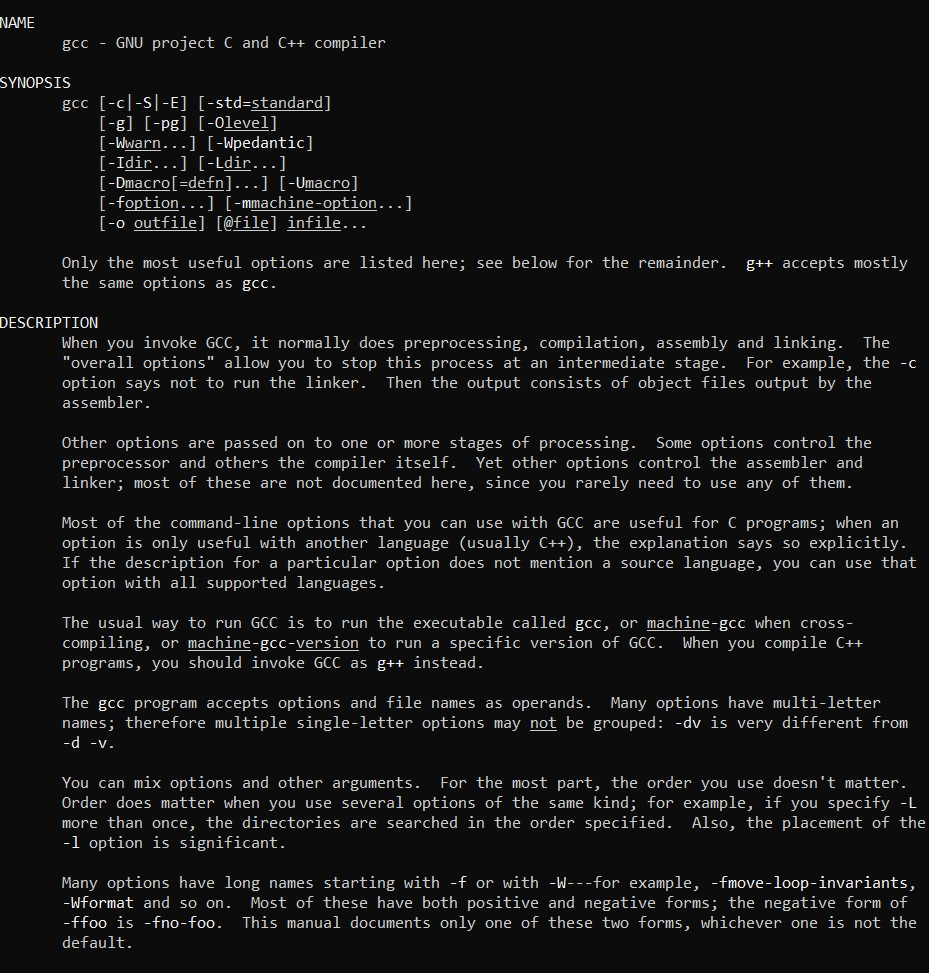 NAME
gcc - GNU project C and C++ compiler
SYNOPSIS
gcc [-c|-S|-E] [-std=standard]
[-g] [-pg] [-Olevel]
[-Wwarn...] [-Wpedantic]
[-Idir...] [-Ldir...]
[-Dmacro[=defn]...] [-Umacro]
[-foption...] [-mmachine-option...]
[-o outfile] [@file] infile...
Only the most useful options are listed here; see below for the remainder.  g++ accepts mostly
the same options as gcc.
DESCRIPTION
When you invoke GCC, it normally does preprocessing, compilation, assembly and linking.  The
"overall options" allow you to stop this process at an intermediate stage.  For example, the -c
option says not to run the linker.  Then the output consists of object files output by the
assembler.
Other options are passed on to one or more stages of processing.  Some options control the
preprocessor and others the compiler itself.  Yet other options control the assembler and
linker; most of these are not documented here, since you rarely need to use any of them.
Most of the command-line options that you can use with GCC are useful for C programs; when an
option is only useful with another language (usually C++), the explanation says so explicitly.
If the description for a particular option does not mention a source language, you can use that
option with all supported languages.
The usual way to run GCC is to run the executable called gcc, or machine-gcc when cross-
compiling, or machine-gcc-version to run a specific version of GCC.  When you compile C++
programs, you should invoke GCC as g++ instead.
The gcc program accepts options and file names as operands.  Many options have multi-letter
names; therefore multiple single-letter options may not be grouped: -dv is very different from
-d -v.
You can mix options and other arguments.  For the most part, the order you use doesn't matter.
Order does matter when you use several options of the same kind; for example, if you specify -L
more than once, the directories are searched in the order specified.  Also, the placement of the
-l option is significant.
Many options have long names starting with -f or with -W---for example, -fmove-loop-invariants,
-Wformat and so on.  Most of these have both positive and negative forms; the negative form of
-ffoo is -fno-foo.  This manual documents only one of these two forms, whichever one is not the
default.